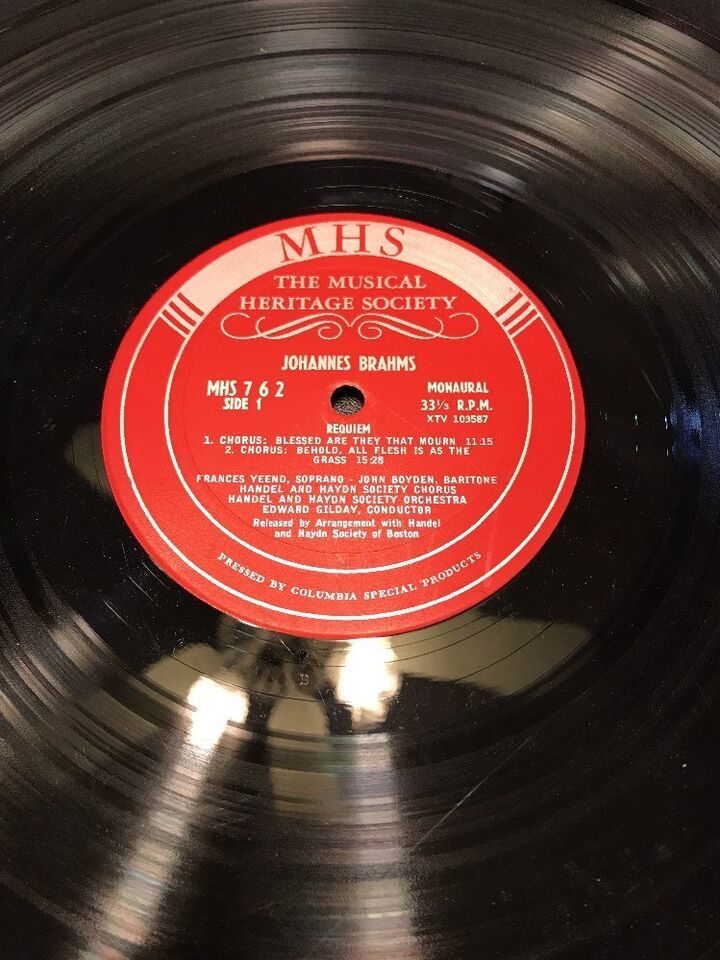 MHS
THE MUSICAL
HERITAGE SOCIETY
JOHANNES BRAHMS
MHS 762
SIDE 1
MONAURAL
33⅓ R.P.M.
XTV 103587
REQUIEM
1. CHORUS: BLESSED ARE THEY THAT MOURN 11:15
2. CHORUS: BEHOLD, ALL FLESH IS AS THE
GRASS 15:28
FRANCES YEEND, SOPRANO - JOHN BOYDEN, BARITONE
HANDEL AND HAYDN SOCIETY CHORUS
HANDEL AND HAYDN SOCIETY ORCHESTRA
EDWARD GILDAY, CONDUCTOR
Released by Arrangement with Handel
and Haydn Society of Boston
PRESSED BY COLUMBIA SPECIAL PRODUCTS